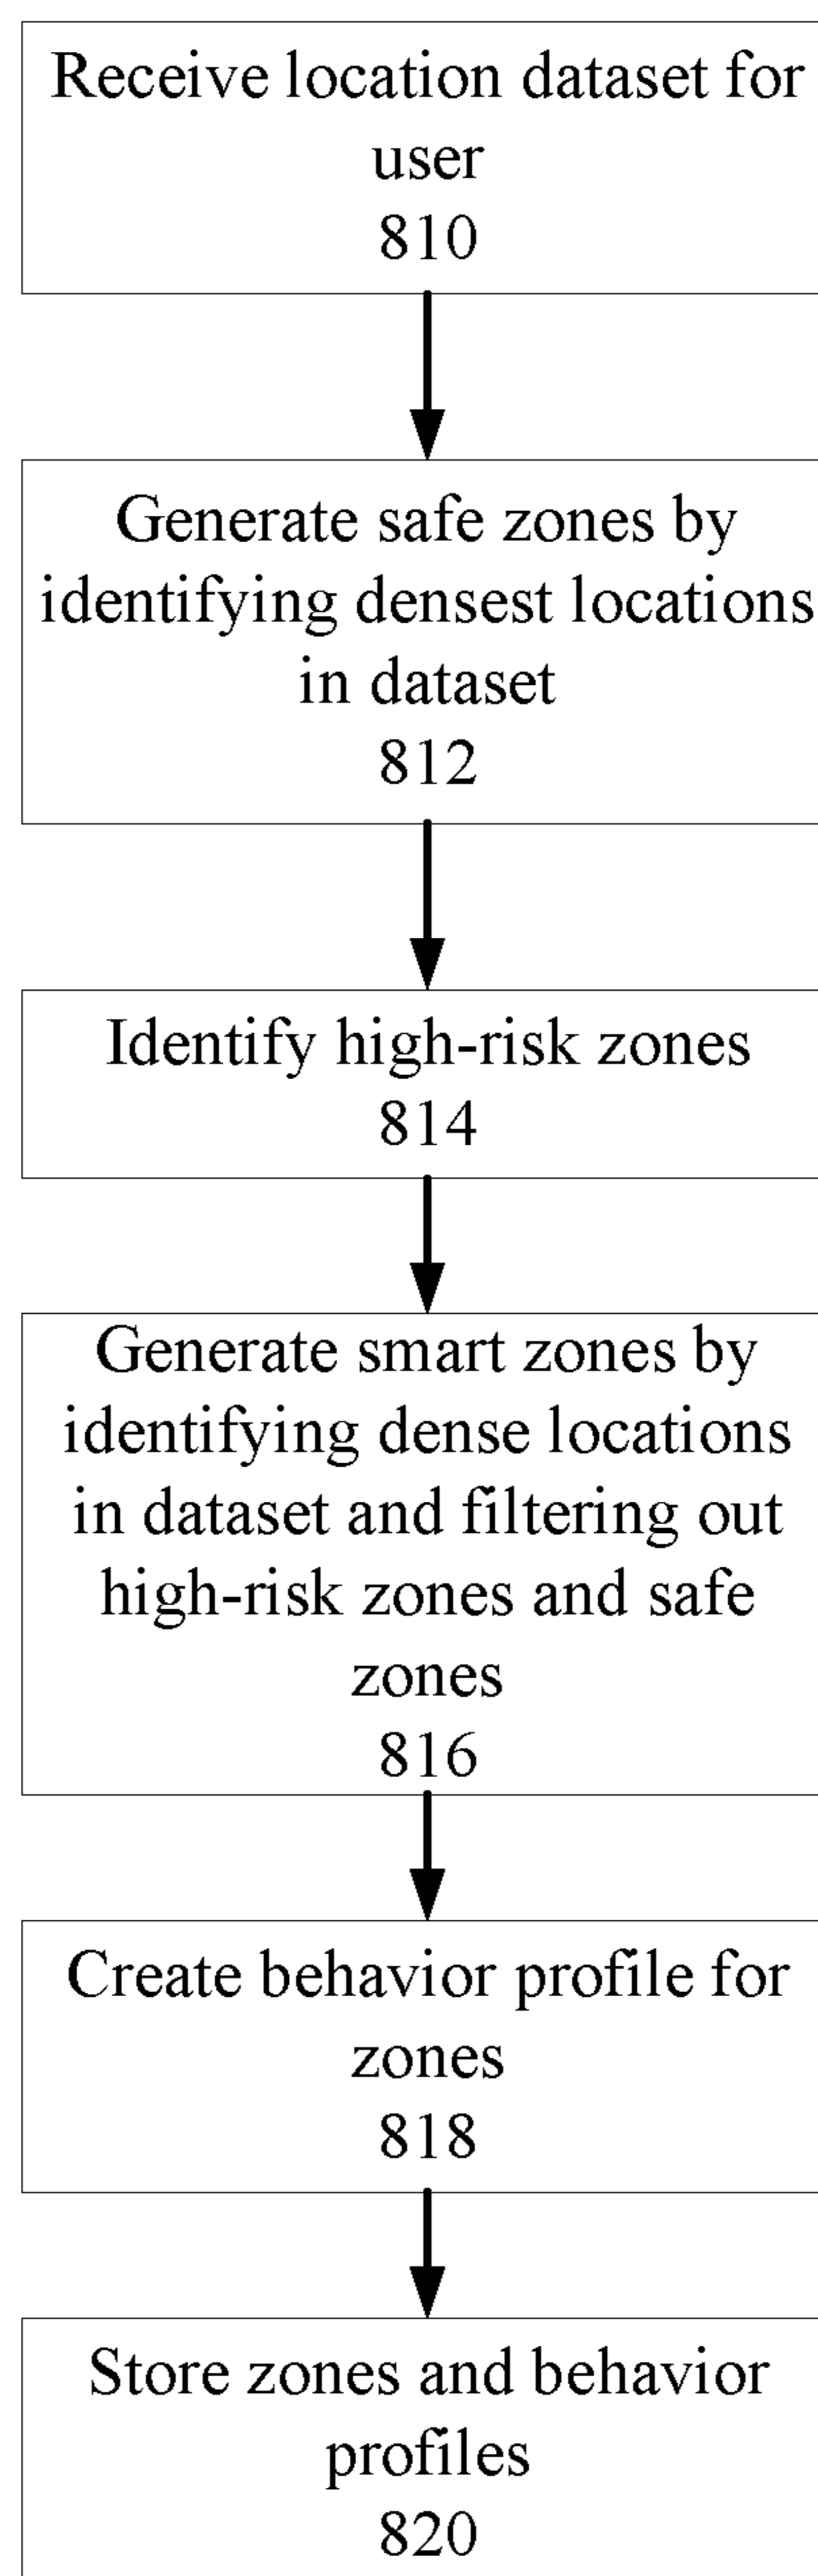 Receive location dataset for
user
810
Generate safe zones by
identifying densest locations
in dataset
812
Identify high-risk zones
814
Generate smart zones by
identifying dense locations
in dataset and filtering out
high-risk zones and safe
zones
816
Create behavior profile for
zones
818
Store zones and behavior
profiles
820